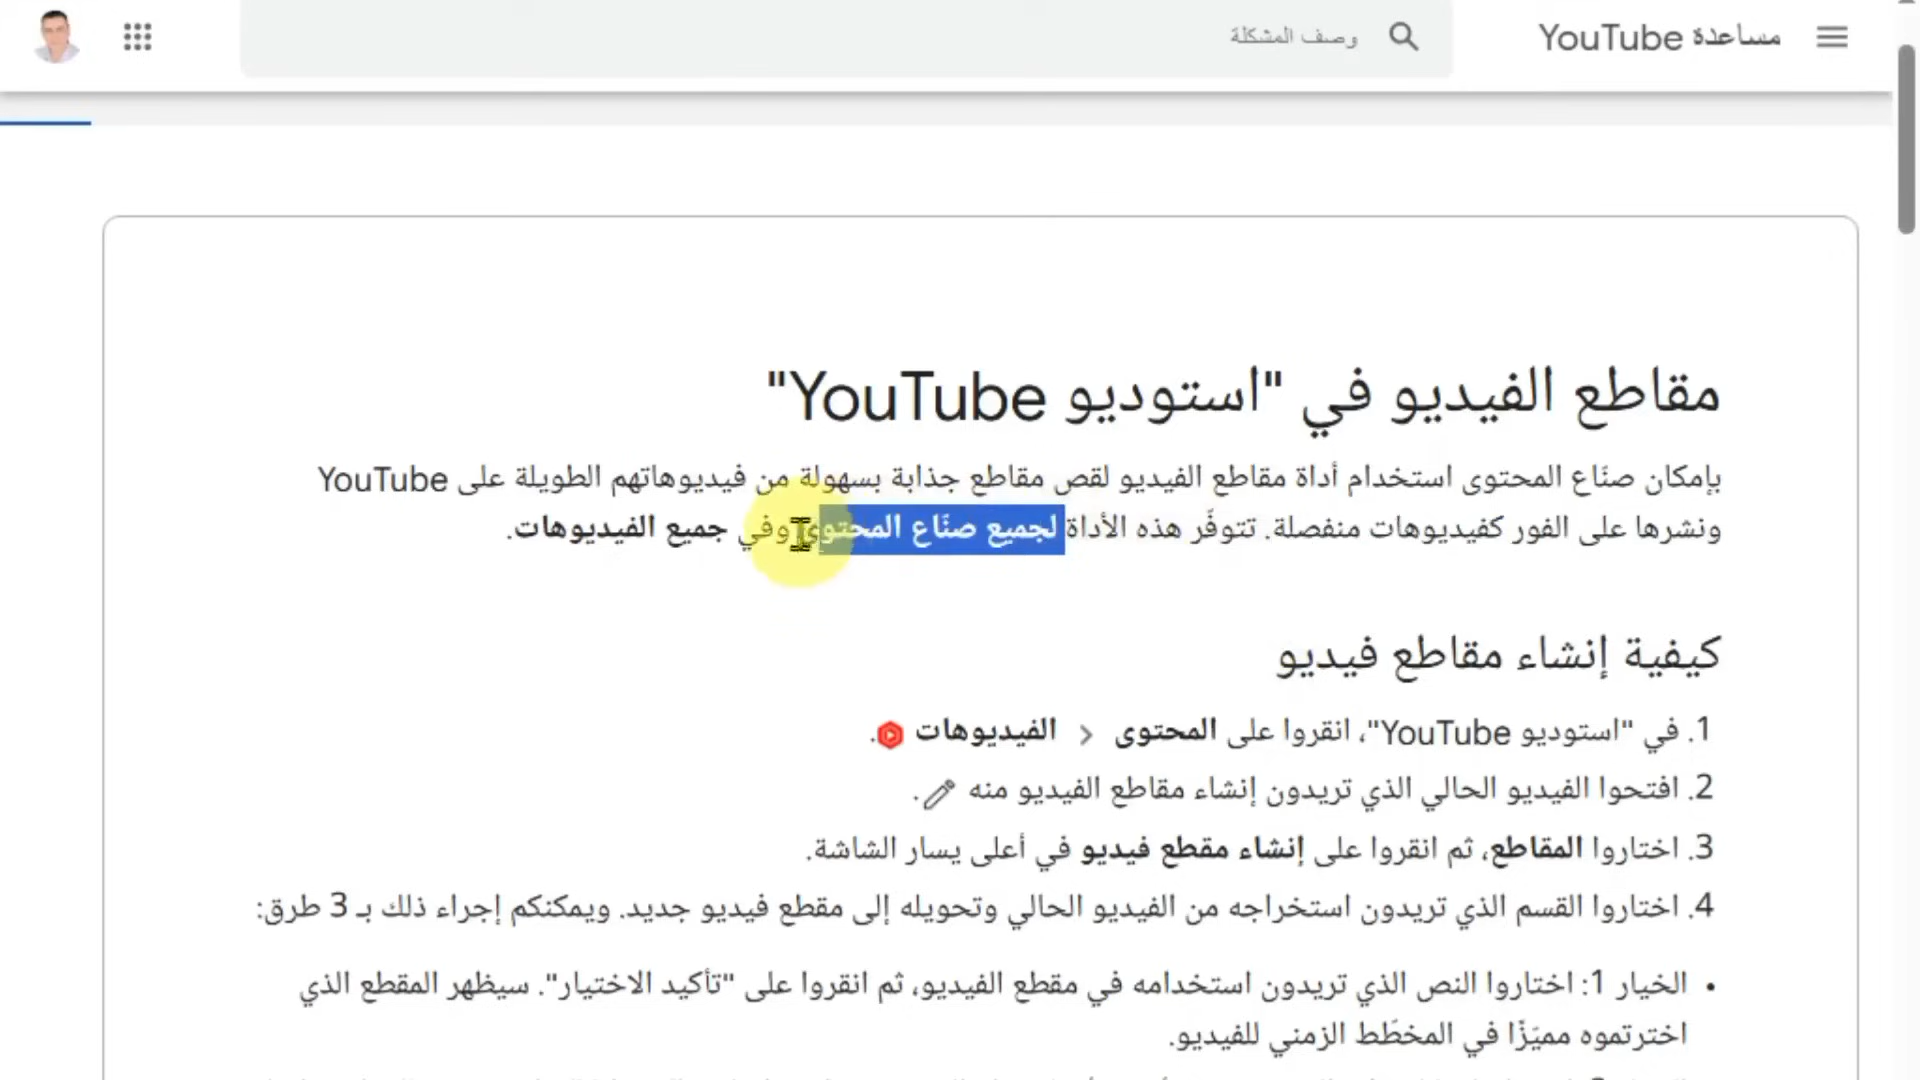 مساعدة YouTube
وصف المشكلة
مقاطع الفيديو في "استوديو YouTube"
بإمكان صنّاع المحتوى استخدام أداة مقاطع الفيديو لقص مقاطع جذابة بسهولة من فيديوهاتهم الطويلة على YouTube
ونشرها على الفور كفيديوهات منفصلة. تتوفّر هذه الأداة لجميع صنّاع المحتوى وفي جميع الفيديوهات.
كيفية إنشاء مقاطع فيديو
1. في "استوديو YouTube"، انقروا على المحتوى > الفيديوهات .
2. افتحوا الفيديو الحالي الذي تريدون إنشاء مقاطع الفيديو منه .
3. اختاروا المقاطع، ثم انقروا على إنشاء مقطع فيديو في أعلى يسار الشاشة.
4. اختاروا القسم الذي تريدون استخراجه من الفيديو الحالي وتحويله إلى مقطع فيديو جديد. ويمكنكم إجراء ذلك بـ 3 طرق:
• الخيار 1: اختاروا النص الذي تريدون استخدامه في مقطع الفيديو، ثم انقروا على "تأكيد الاختيار". سيظهر المقطع الذي
اخترتموه مميّزًا في المخطّط الزمني للفيديو.